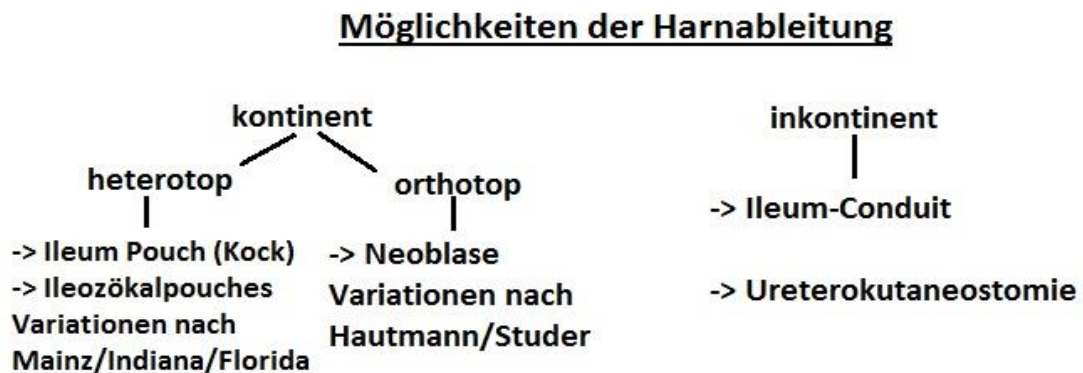 Möglichkeiten der Harnableitung
kontinent
heterotop
-> Ileum Pouch (Kock)
-> Ileozökalpouches
Variationen nach
Mainz/Indiana/Florida
orthotop
-> Neoblase
Variationen nach
Hautmann/Studer
inkontinent
-> Ileum-Conduit
-> Ureterokutaneostomie